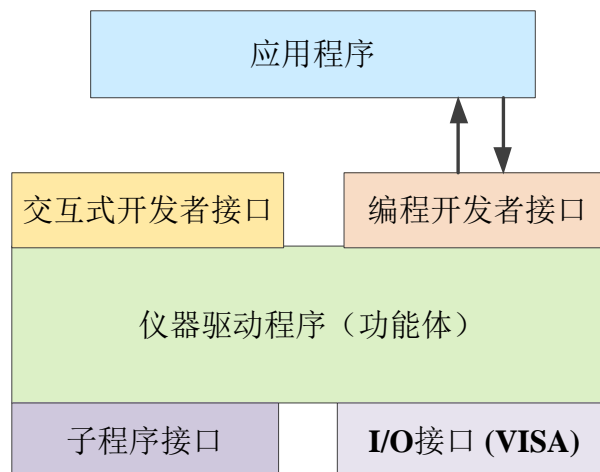 应用程序
交互式开发者接口
编程开发者接口
仪器驱动程序（功能体）
子程序接口
I/O接口 (VISA)